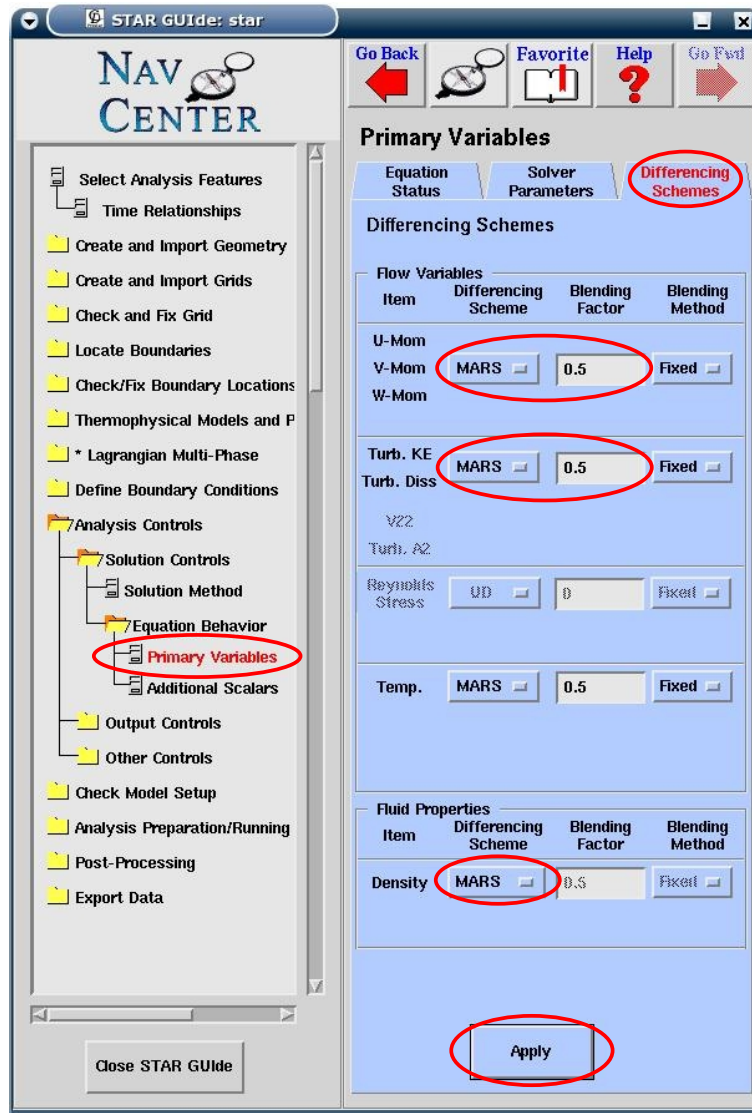 STAR GUIde: star
NAV
CENTER
Select Analysis Features
Time Relationships
Create and Import Geometry
Create and Import Grids
Check and Fix Grid
Locate Boundaries
Check/Fix Boundary Locations
Thermophysical Models and P
* Lagrangian Multi-Phase
Define Boundary Conditions
Analysis Controls
Solution Controls
Solution Method
Equation Behavior
Primary Variables
Additional Scalars
Output Controls
Other Controls
Check Model Setup
Analysis Preparation/Running
Post-Processing
Export Data
Close STAR GUIde
Go Back Favorite Help Go Fwd
Primary Variables
Equation Status Solver Parameters Differencing Schemes
Differencing Schemes
Flow Variables
Item Differencing Scheme Blending Factor Blending Method
U-Mom
V-Mom MARS 0.5 Fixed
W-Mom
Turb. KE
Turb. Diss MARS 0.5 Fixed
V22
Turb. A2
Reynolds Stress UD 0 Fixed
Temp. MARS 0.5 Fixed
Fluid Properties
Item Differencing Scheme Blending Factor Blending Method
Density MARS 0.5 Fixed
Apply